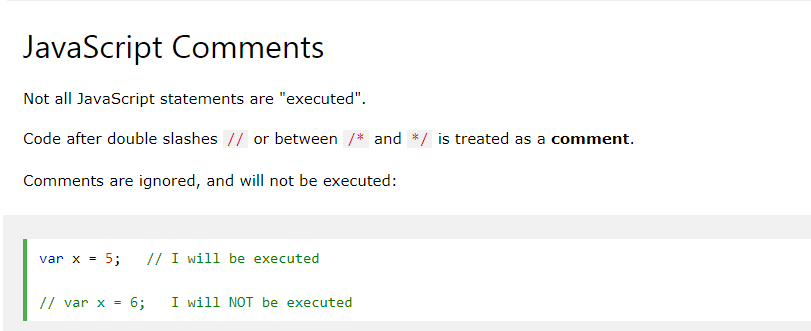 JavaScript Comments
Not all JavaScript statements are "executed".
Code after double slashes // or between /* and */ is treated as a comment.
Comments are ignored, and will not be executed:
var x = 5;   // I will be executed
// var x = 6;   I will NOT be executed